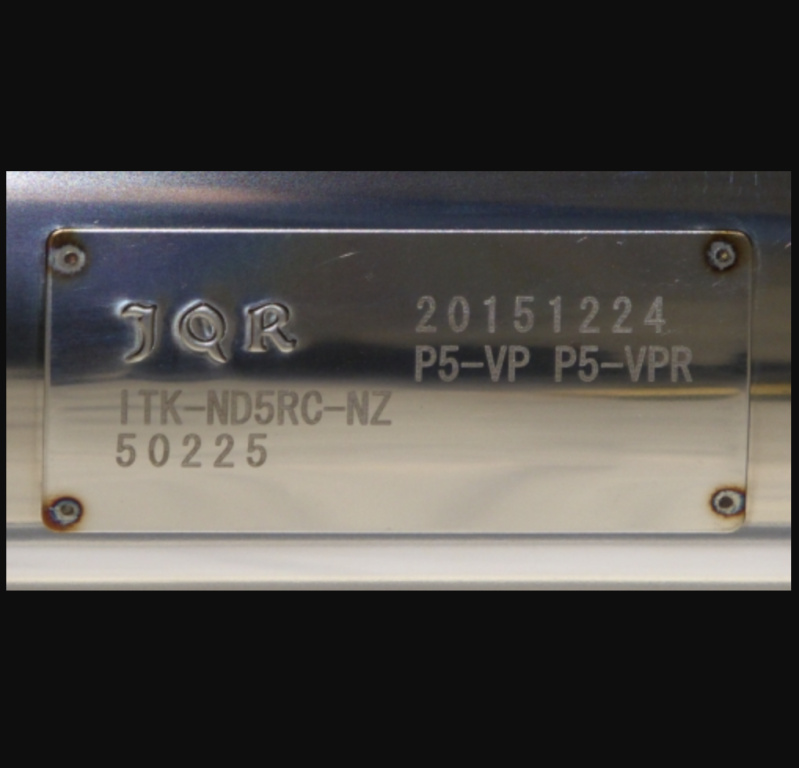 JQR
20151224
P5-VP P5-VPR
ITK-ND5RC-NZ
50225